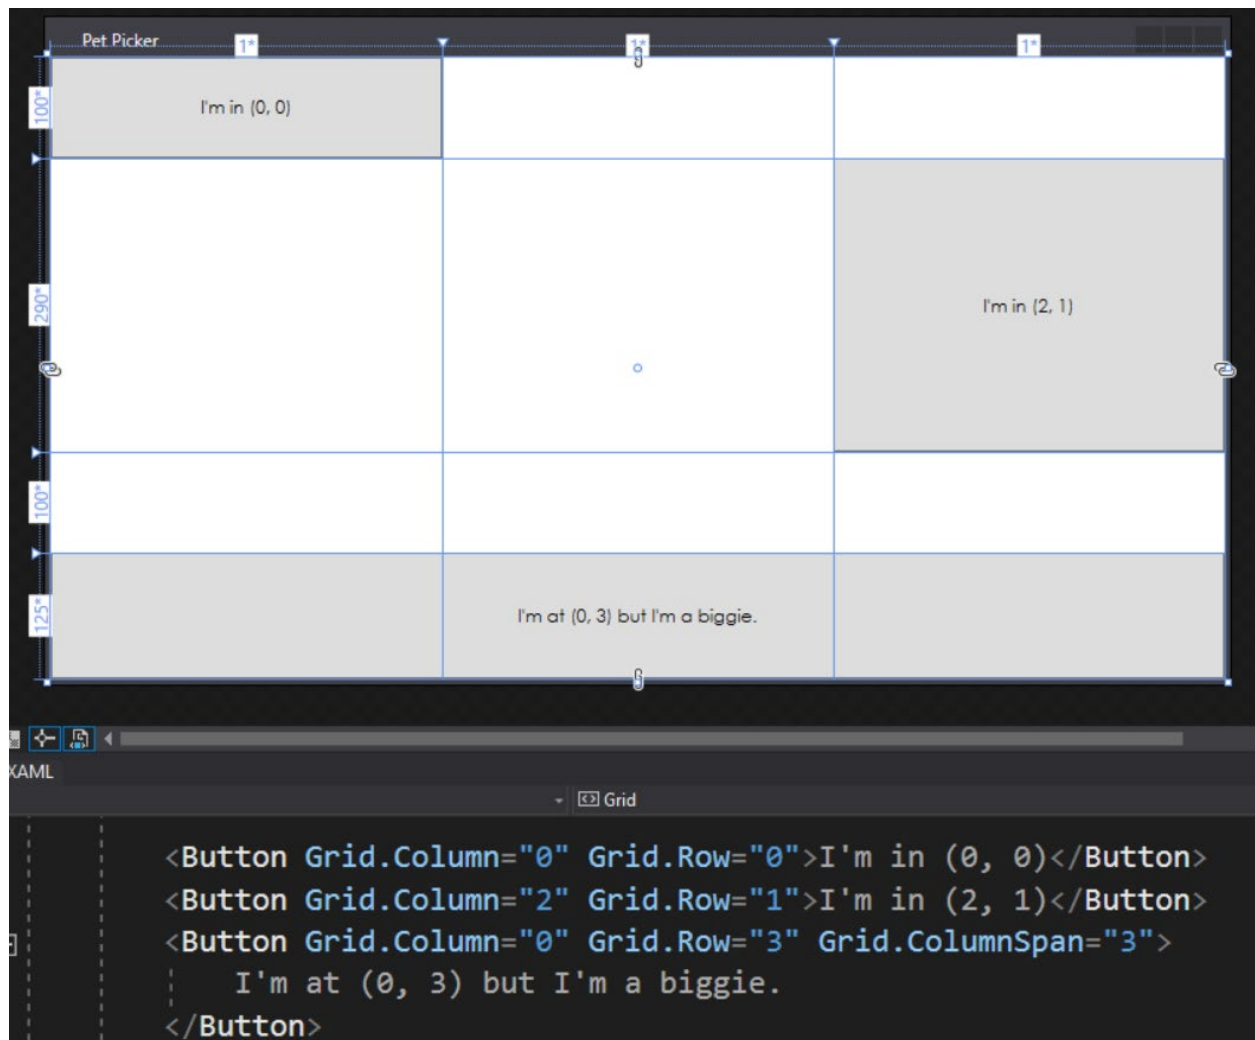 Pet Picker
1* 1* 1*
100*
I'm in (0, 0)
290*
I'm in (2, 1)
100*
125*
I'm at (0, 3) but I'm a biggie.
XAML
Grid
<Button Grid.Column="0" Grid.Row="0">I'm in (0, 0)</Button>
<Button Grid.Column="2" Grid.Row="1">I'm in (2, 1)</Button>
<Button Grid.Column="0" Grid.Row="3" Grid.ColumnSpan="3">
I'm at (0, 3) but I'm a biggie.
</Button>